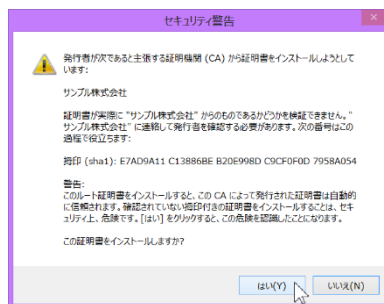 セキュリティ警告
発行者が次であると主張する証明機関 (CA) から証明書をインストールしようとして
います:
サンプル株式会社
証明書が実際に "サンプル株式会社" からのものであるかどうかを検証できません。"
サンプル株式会社" に連絡して発行者を確認する必要があります。次の番号はこの
過程で役立ちます:
拇印 (sha1): E7AD9A11 C13886BE B20E998D C9CF0F0D 7958A054
警告:
このルート証明書をインストールすると、この CA によって発行された証明書は自動的
に信頼されます。確認されていない拇印付きの証明書をインストールすることは、セキ
ュリティ上、危険です。[はい] をクリックすると、この危険を認識したことになります。
この証明書をインストールしますか?
はい(Y)
いいえ(N)